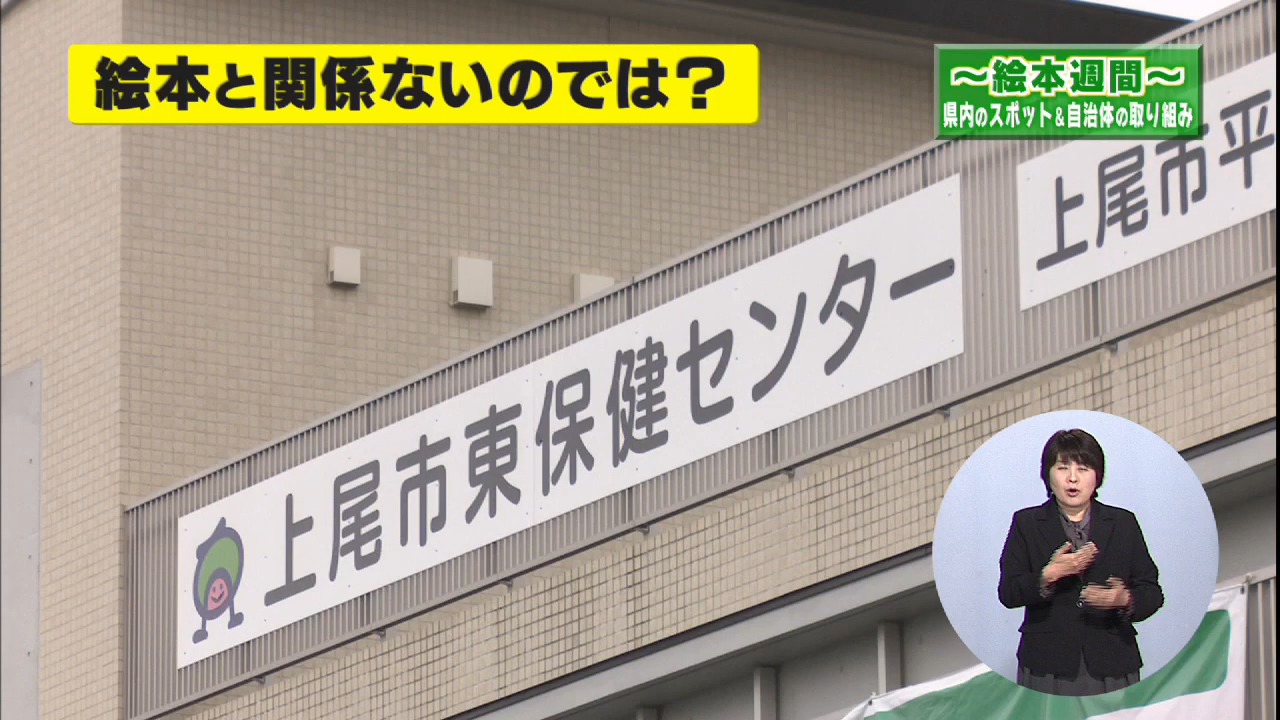 絵本と関係ないのでは?
～絵本週間～
県内のスポット&自治体の取り組み
上尾市平
上尾市東保健センター